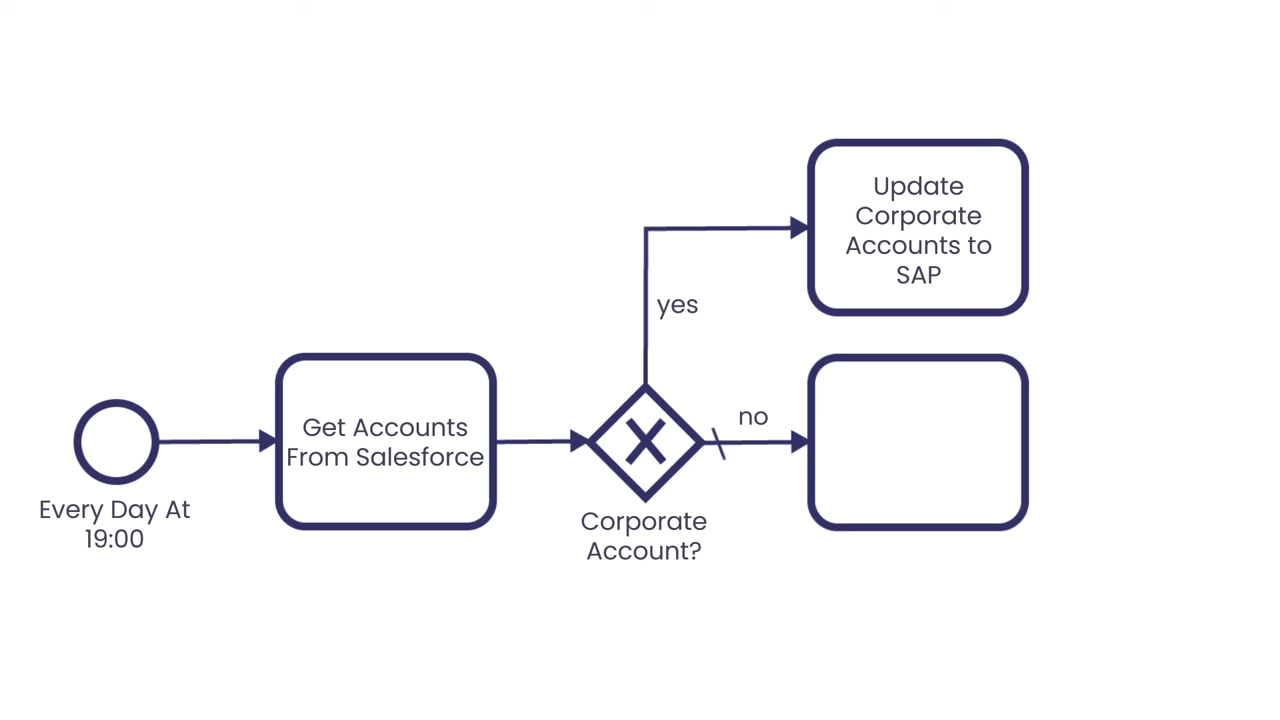 Update
Corporate
Accounts to
SAP
yes
no
Get Accounts
From Salesforce
Every Day At
19:00
Corporate
Account?